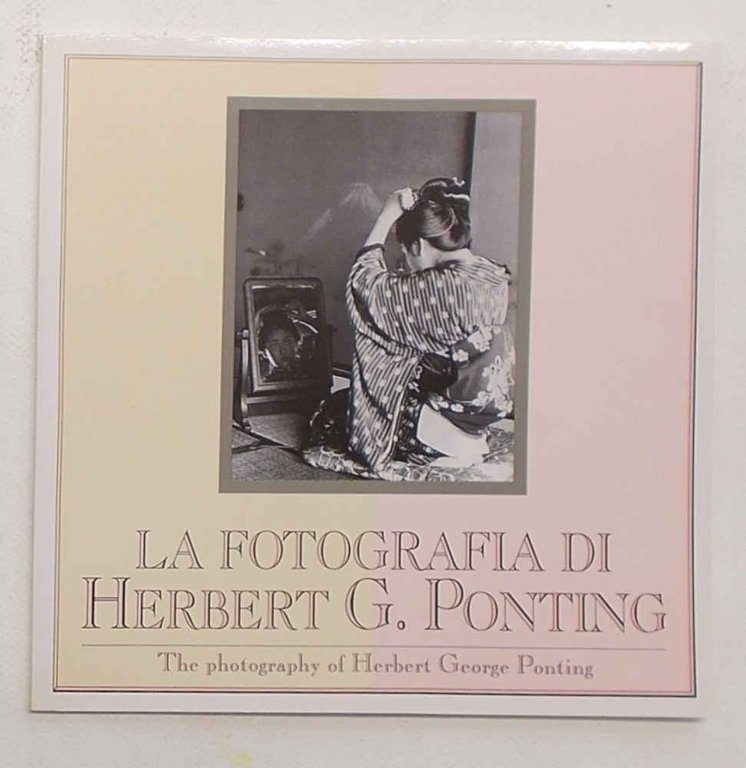 LA FOTOGRAFIA DI
HERBERT G. PONTING
The photography of Herbert George Ponting